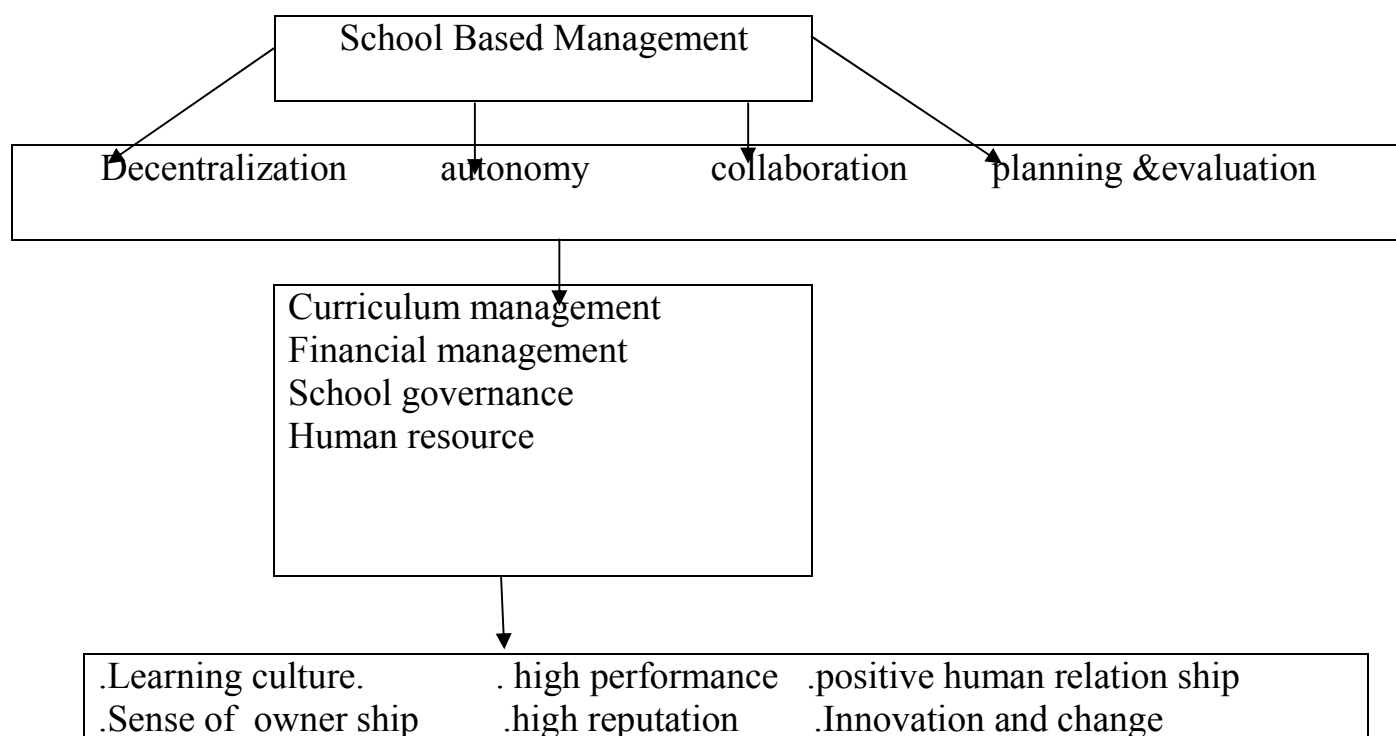 School Based Management
Decentralization autonomy collaboration planning &evaluation
Curriculum management
Financial management
School governance
Human resource
.Learning culture. . high performance .positive human relation ship
.Sense of owner ship .high reputation .Innovation and change